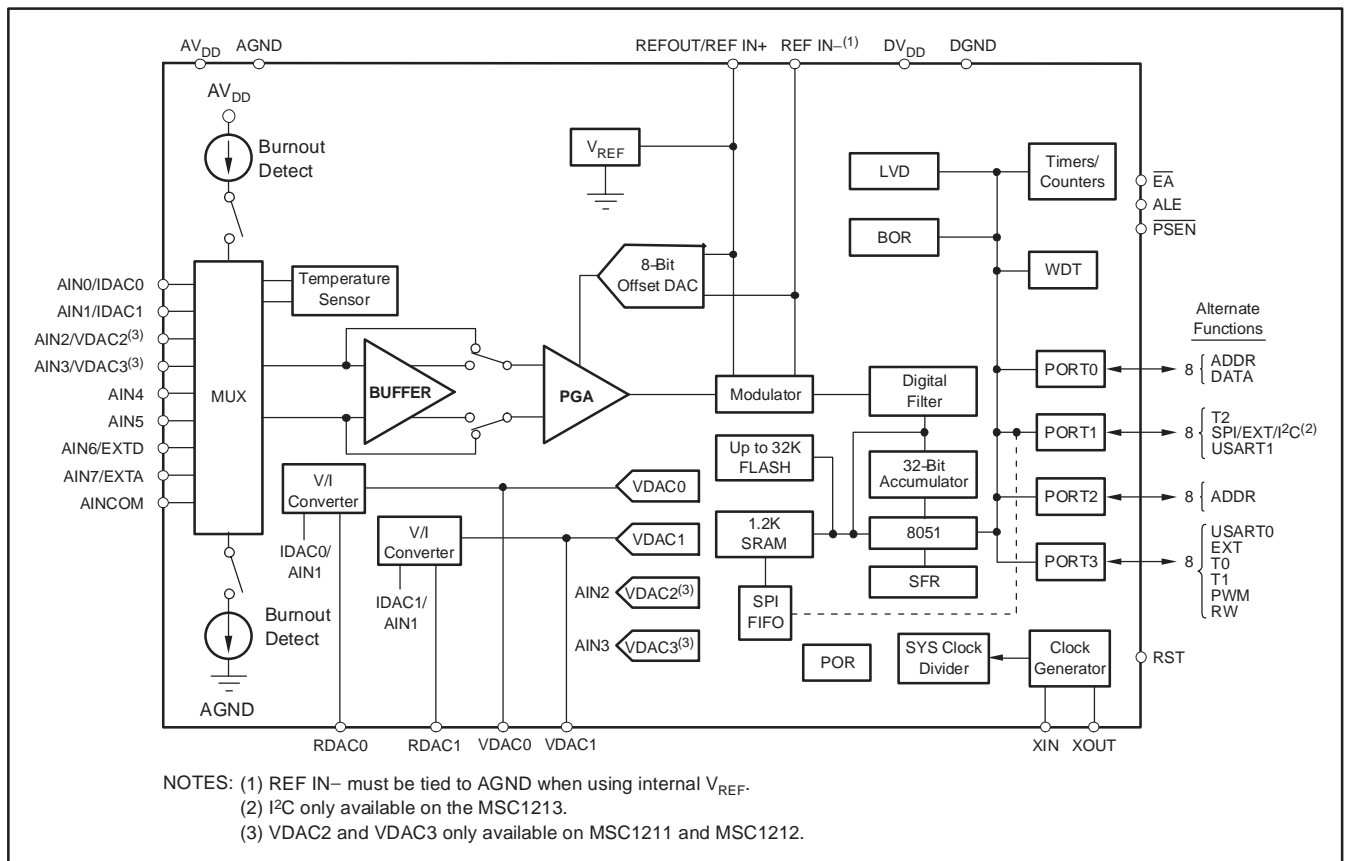 AVDD AGND REFOUT/REF IN+ REF IN−(1) DVDD DGND
AVDD
Burnout
Detect
VREF
LVD
Timers/
Counters
EA
ALE
PSEN
BOR
WDT
8-Bit
Offset DAC
Temperature
Sensor
AIN0/IDAC0
AIN1/IDAC1
AIN2/VDAC2(3)
AIN3/VDAC3(3)
AIN4
AIN5
AIN6/EXTD
AIN7/EXTA
AINCOM
MUX
BUFFER
PGA
Modulator
Digital
Filter
Alternate
Functions
PORT0
8
ADDR
DATA
PORT1
8
T2
SPI/EXT/I2C(2)
USART1
PORT2
8
ADDR
PORT3
8
USART0
EXT
T0
T1
PWM
RW
Up to 32K
FLASH
32-Bit
Accumulator
1.2K
SRAM
8051
SFR
SPI
FIFO
V/I
Converter
IDAC0/
AIN1
V/I
Converter
IDAC1/
AIN1
VDAC0
VDAC1
AIN2
VDAC2(3)
AIN3
VDAC3(3)
Burnout
Detect
AGND
POR
SYS Clock
Divider
Clock
Generator
RST
RDAC0 RDAC1 VDAC0 VDAC1 XIN XOUT
NOTES: (1) REF IN− must be tied to AGND when using internal VREF.
(2) I2C only available on the MSC1213.
(3) VDAC2 and VDAC3 only available on MSC1211 and MSC1212.